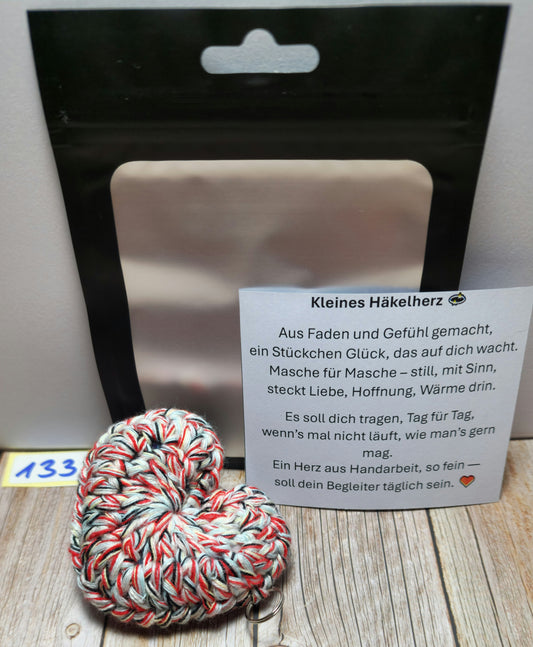 Kleines Häkelherz
Aus Faden und Gefühl gemacht,
ein Stückchen Glück, das auf dich wacht.
Masche für Masche – still, mit Sinn,
steckt Liebe, Hoffnung, Wärme drin.
Es soll dich tragen, Tag für Tag,
wenn's mal nicht läuft, wie man's gern
mag.
Ein Herz aus Handarbeit, so fein —
soll dein Begleiter täglich sein. ❤️
133